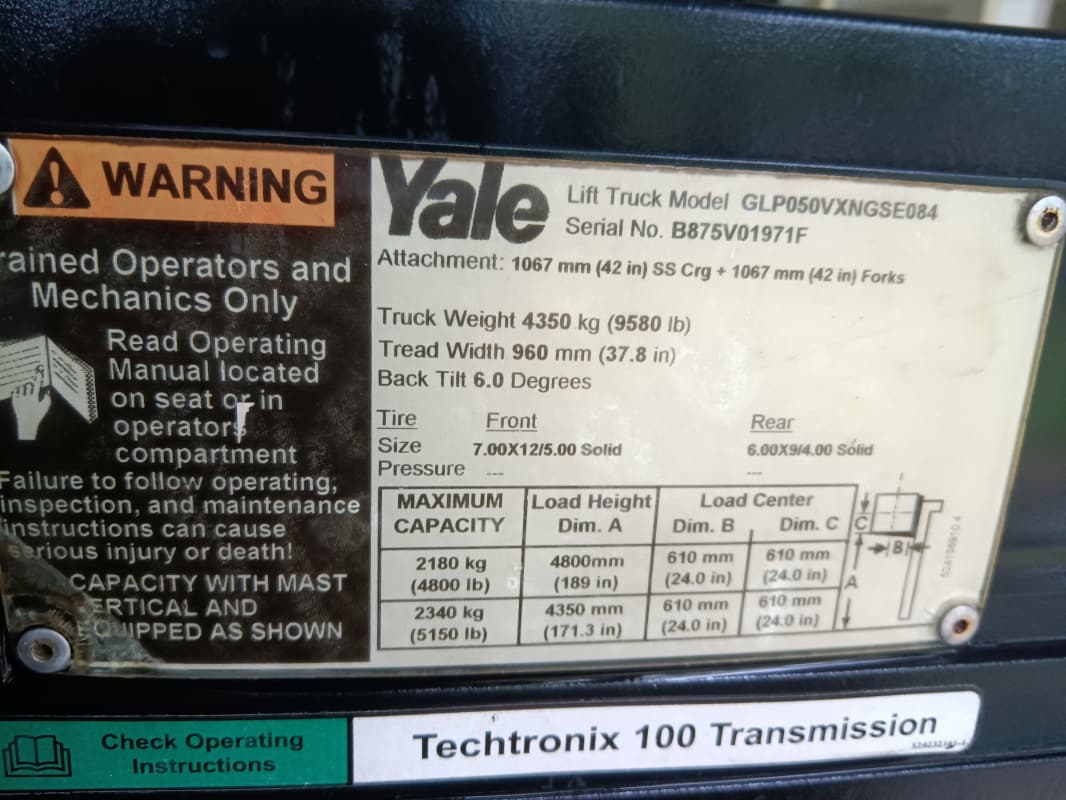 WARNING
rained Operators and
Mechanics Only
Read Operating
Manual located
on seat or in
operators
compartment
Failure to follow operating,
inspection, and maintenance
instructions can cause
serious injury or death!
CAPACITY WITH MAST
ERTICAL AND
QUIPPED AS SHOWN
Yale
Lift Truck Model GLP050VXNGSE084
Serial No. B875V01971F
Attachment: 1067 mm (42 in) SS Crg + 1067 mm (42 in) Forks
Truck Weight 4350 kg (9580 lb)
Tread Width 960 mm (37.8 in)
Back Tilt 6.0 Degrees
Tire Front Rear
Size 7.00X12/5.00 Solid 6.00X9/4.00 Solid
Pressure --- ---
MAXIMUM CAPACITY Load Height Dim. A Load Center Dim. B Dim. C
2180 kg 4800mm 610 mm 610 mm
(4800 lb) (189 in) (24.0 in) (24.0 in)
2340 kg 4350 mm 610 mm 610 mm
(5150 lb) (171.3 in) (24.0 in) (24.0 in)
C
B
A
Check Operating
Instructions
Techtronix 100 Transmission